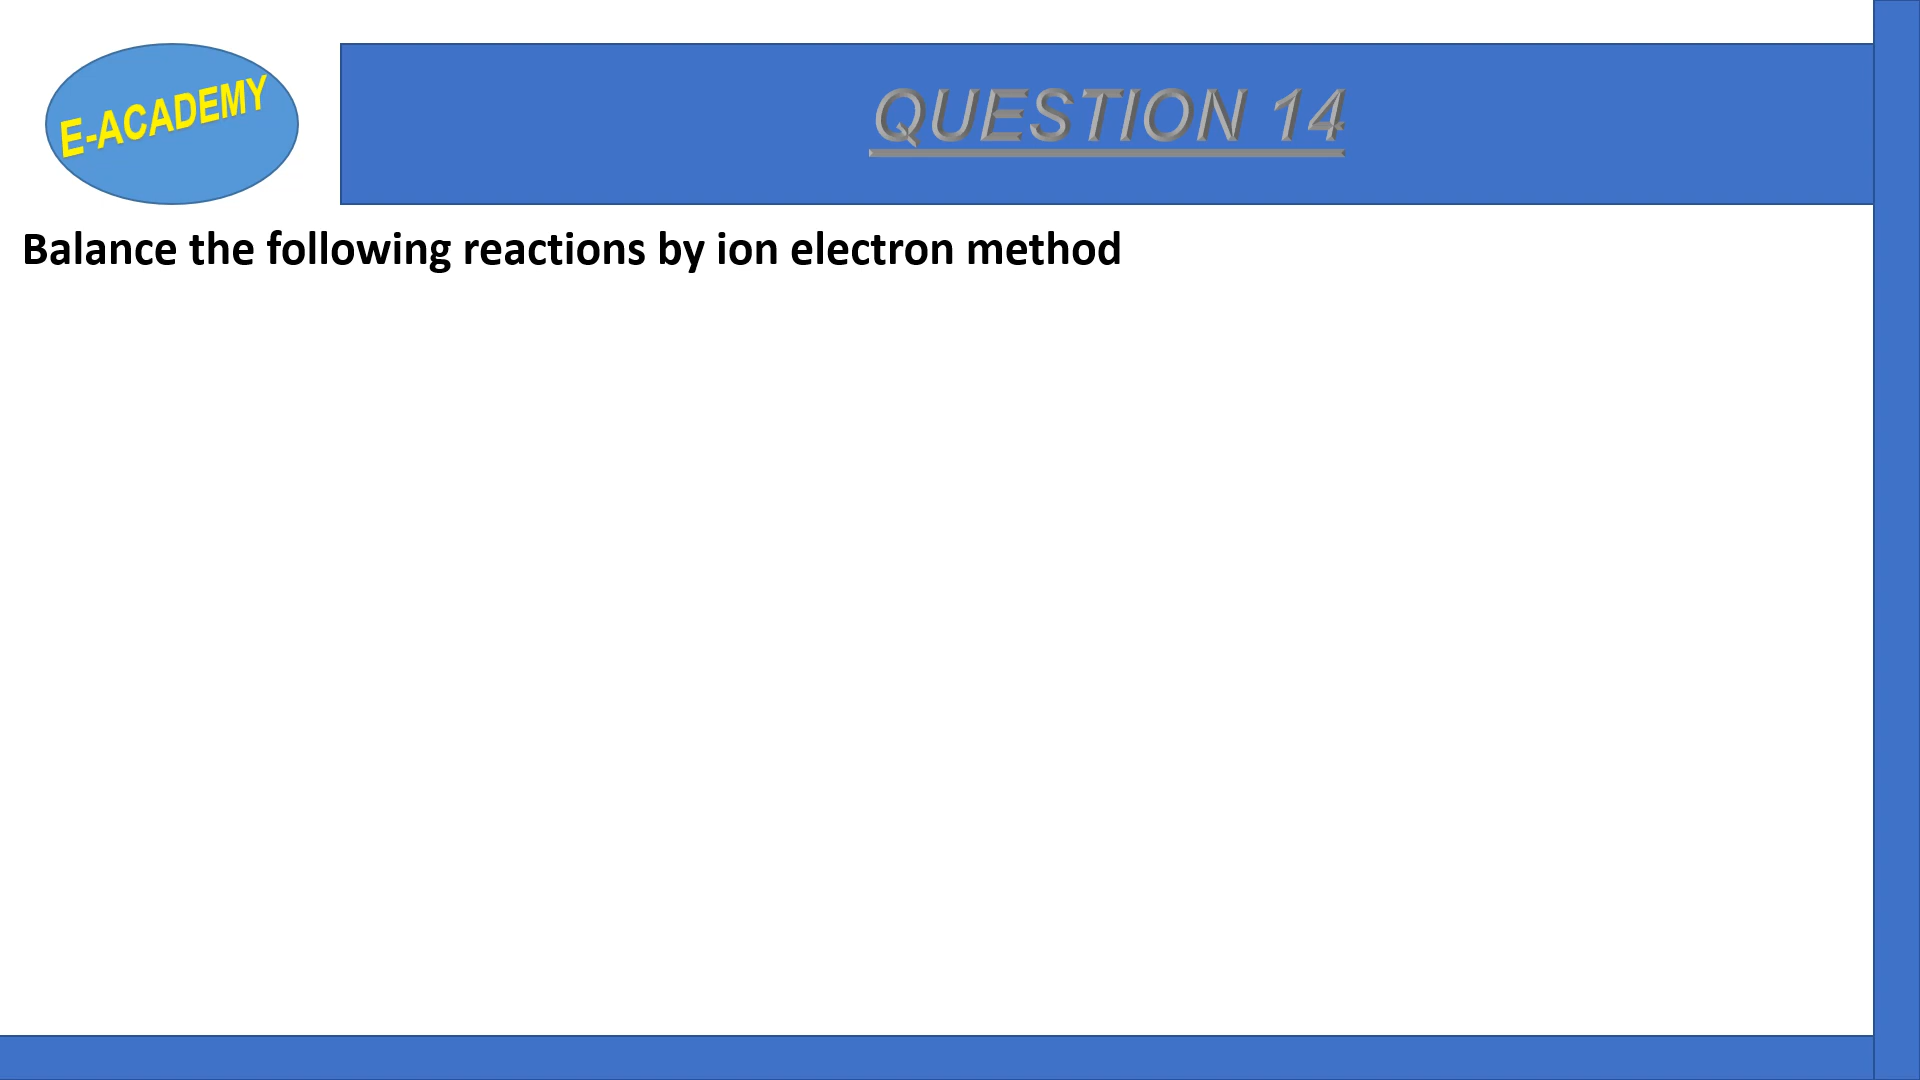 E-ACADEMY
QUESTION 14
Balance the following reactions by ion electron method